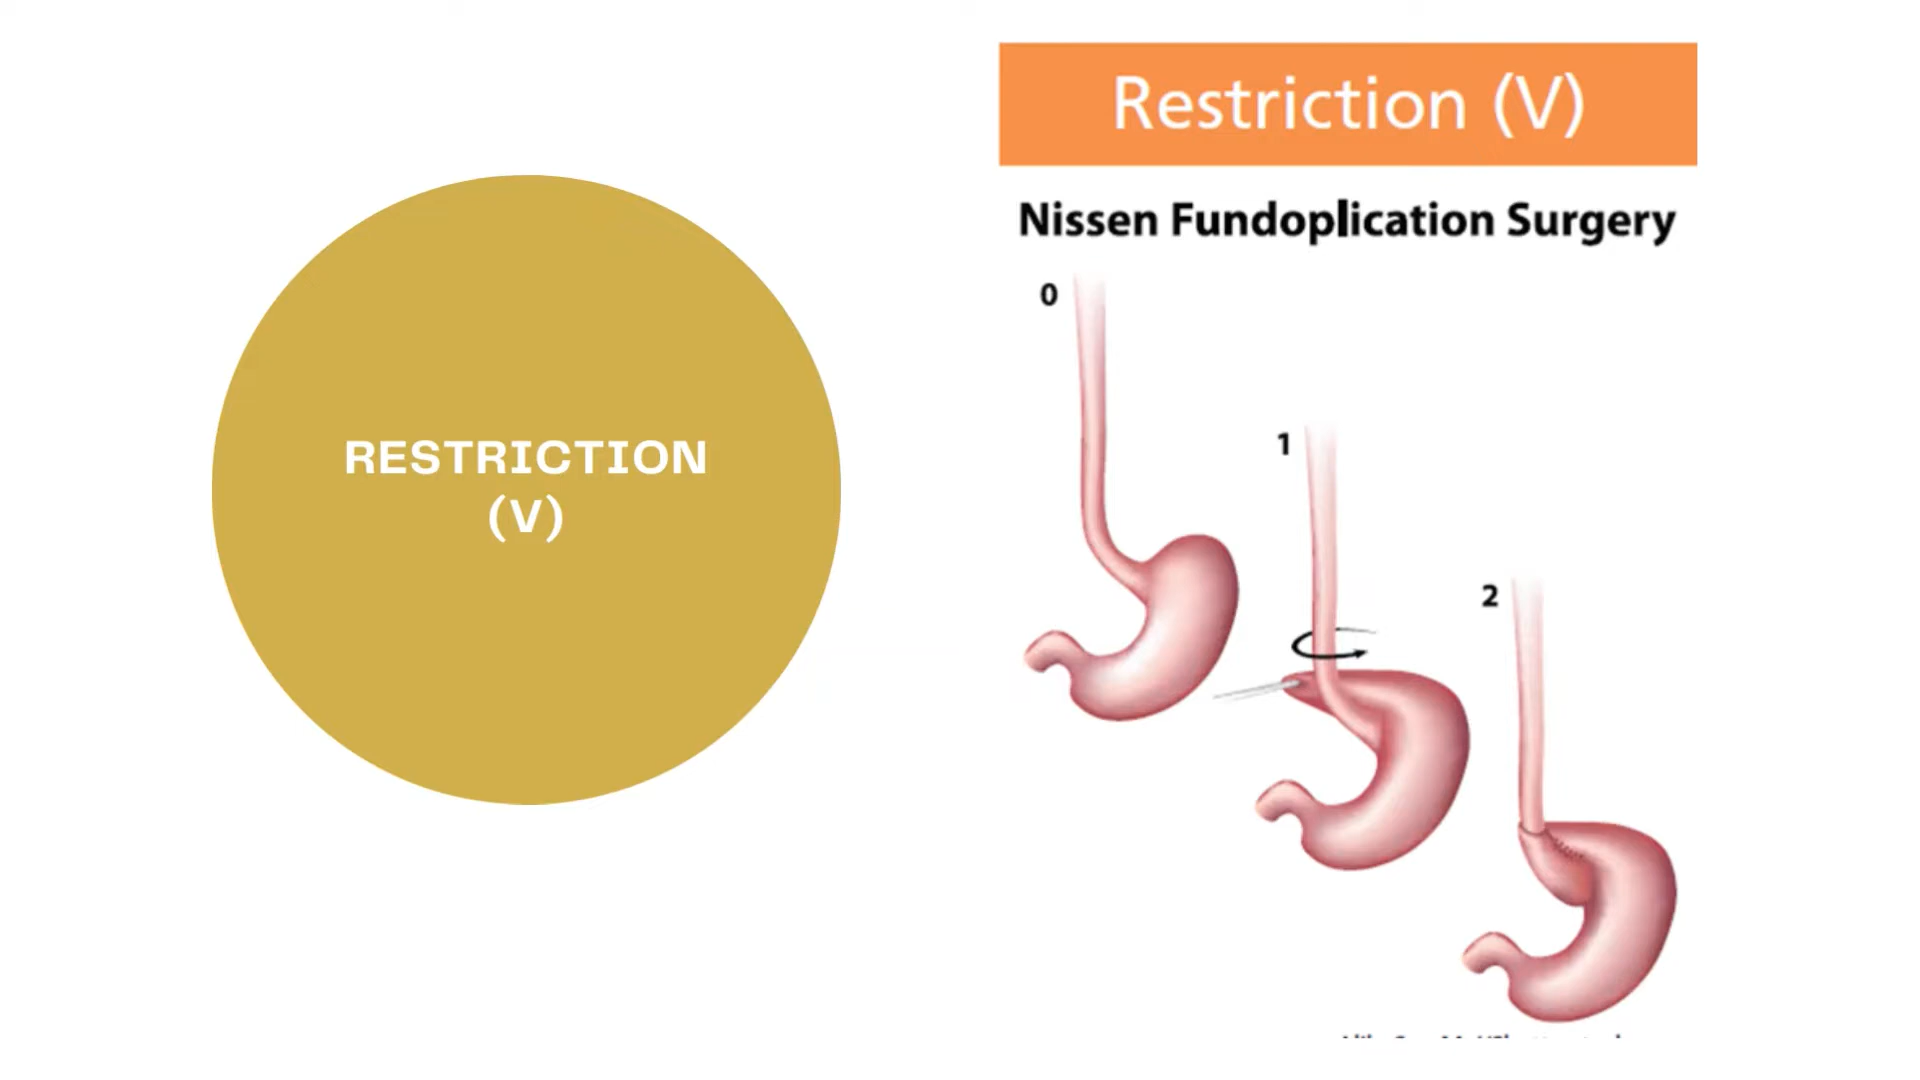 RESTRICTION
(V)
Restriction (V)
Nissen Fundoplication Surgery
0
1
2